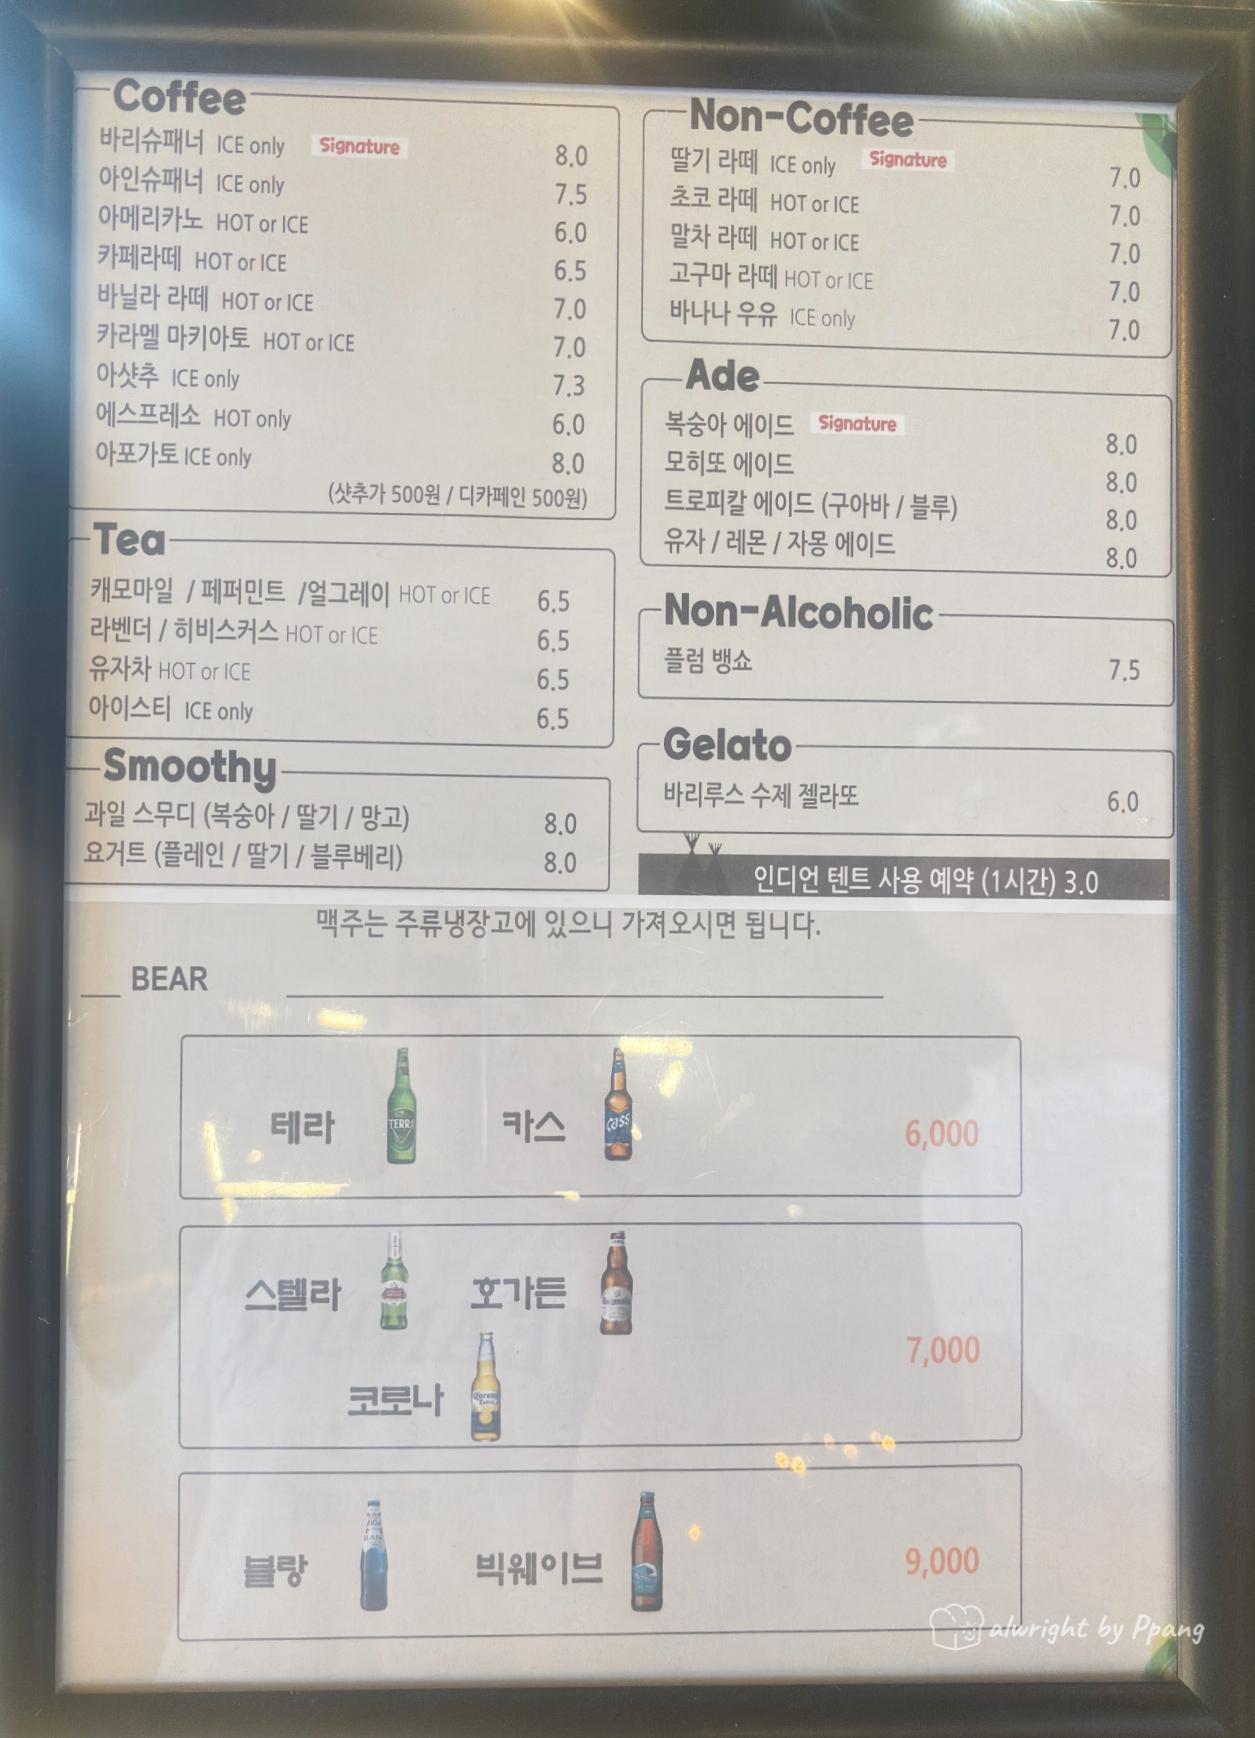 Coffee
바리슈패너 ICE only Signature 8.0
아인슈패너 ICE only 7.5
아메리카노 HOT or ICE 6.0
카페라떼 HOT or ICE 6.5
바닐라 라떼 HOT or ICE 7.0
카라멜 마키아토 HOT or ICE 7.0
아샷추 ICE only 7.3
에스프레소 HOT only 6.0
아포가토 ICE only 8.0
(샷추가 500원 / 디카페인 500원)
Tea
캐모마일 / 페퍼민트 /얼그레이 HOT or ICE 6.5
라벤더 / 히비스커스 HOT or ICE 6.5
유자차 HOT or ICE 6.5
아이스티 ICE only 6.5
Smoothy
과일 스무디 (복숭아 / 딸기 / 망고) 8.0
요거트 (플레인 / 딸기 / 블루베리) 8.0
Non-Coffee
딸기 라떼 ICE only Signature 7.0
초코 라떼 HOT or ICE 7.0
말차 라떼 HOT or ICE 7.0
고구마 라떼 HOT or ICE 7.0
바나나 우유 ICE only 7.0
Ade
복숭아 에이드 Signature 8.0
모히또 에이드 8.0
트로피칼 에이드 (구아바 / 블루) 8.0
유자 / 레몬 / 자몽 에이드 8.0
Non-Alcoholic
플럼 뱅쇼 7.5
Gelato
바리루스 수제 젤라또 6.0
인디언 텐트 사용 예약 (1시간) 3.0
맥주는 주류냉장고에 있으니 가져오시면 됩니다.
BEAR
테라 TERRA 카스 Cass 6,000
스텔라 호가든
코로나 Corona 7,000
블랑 빅웨이브 9,000
alwright by Ppang